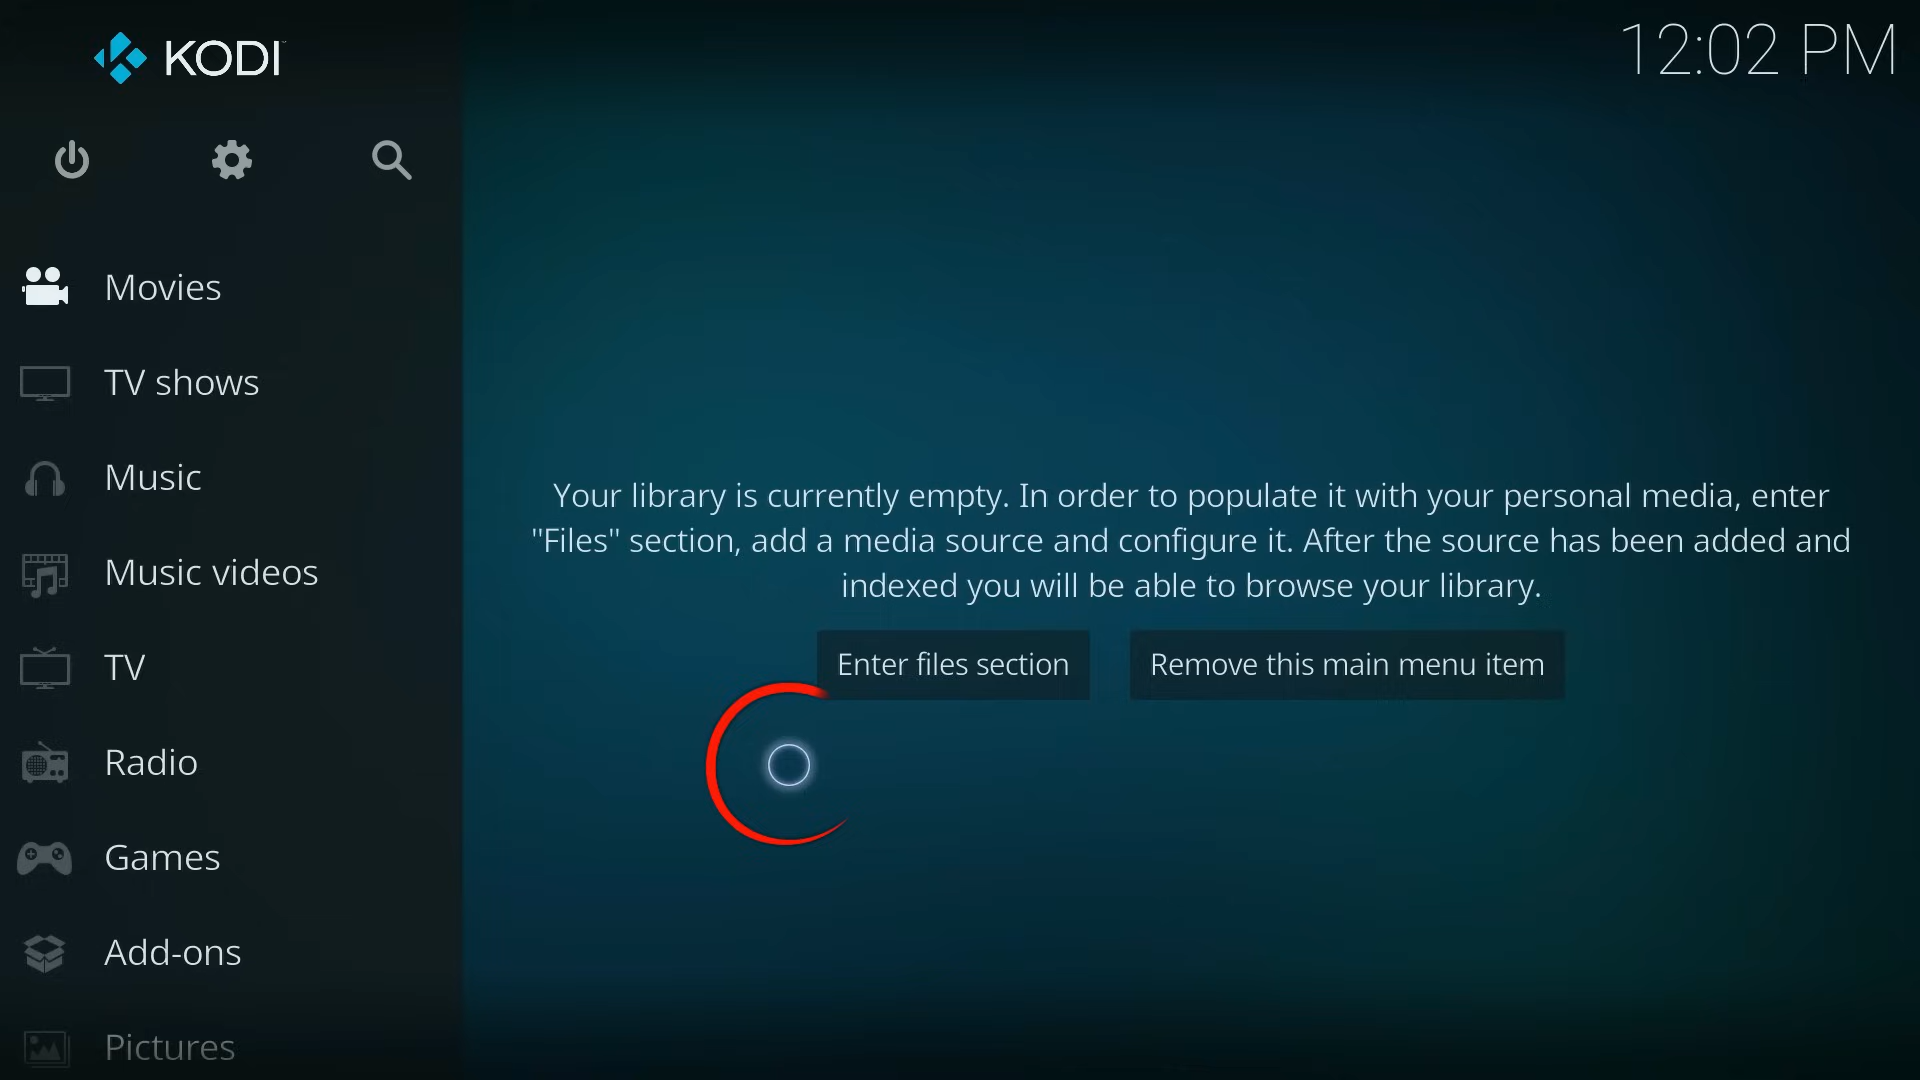 KODI
12:02 PM
Movies
TV shows
Music
Music videos
TV
Radio
Games
Add-ons
Pictures
Your library is currently empty. In order to populate it with your personal media, enter
"Files" section, add a media source and configure it. After the source has been added and
indexed you will be able to browse your library.
Enter files section
Remove this main menu item